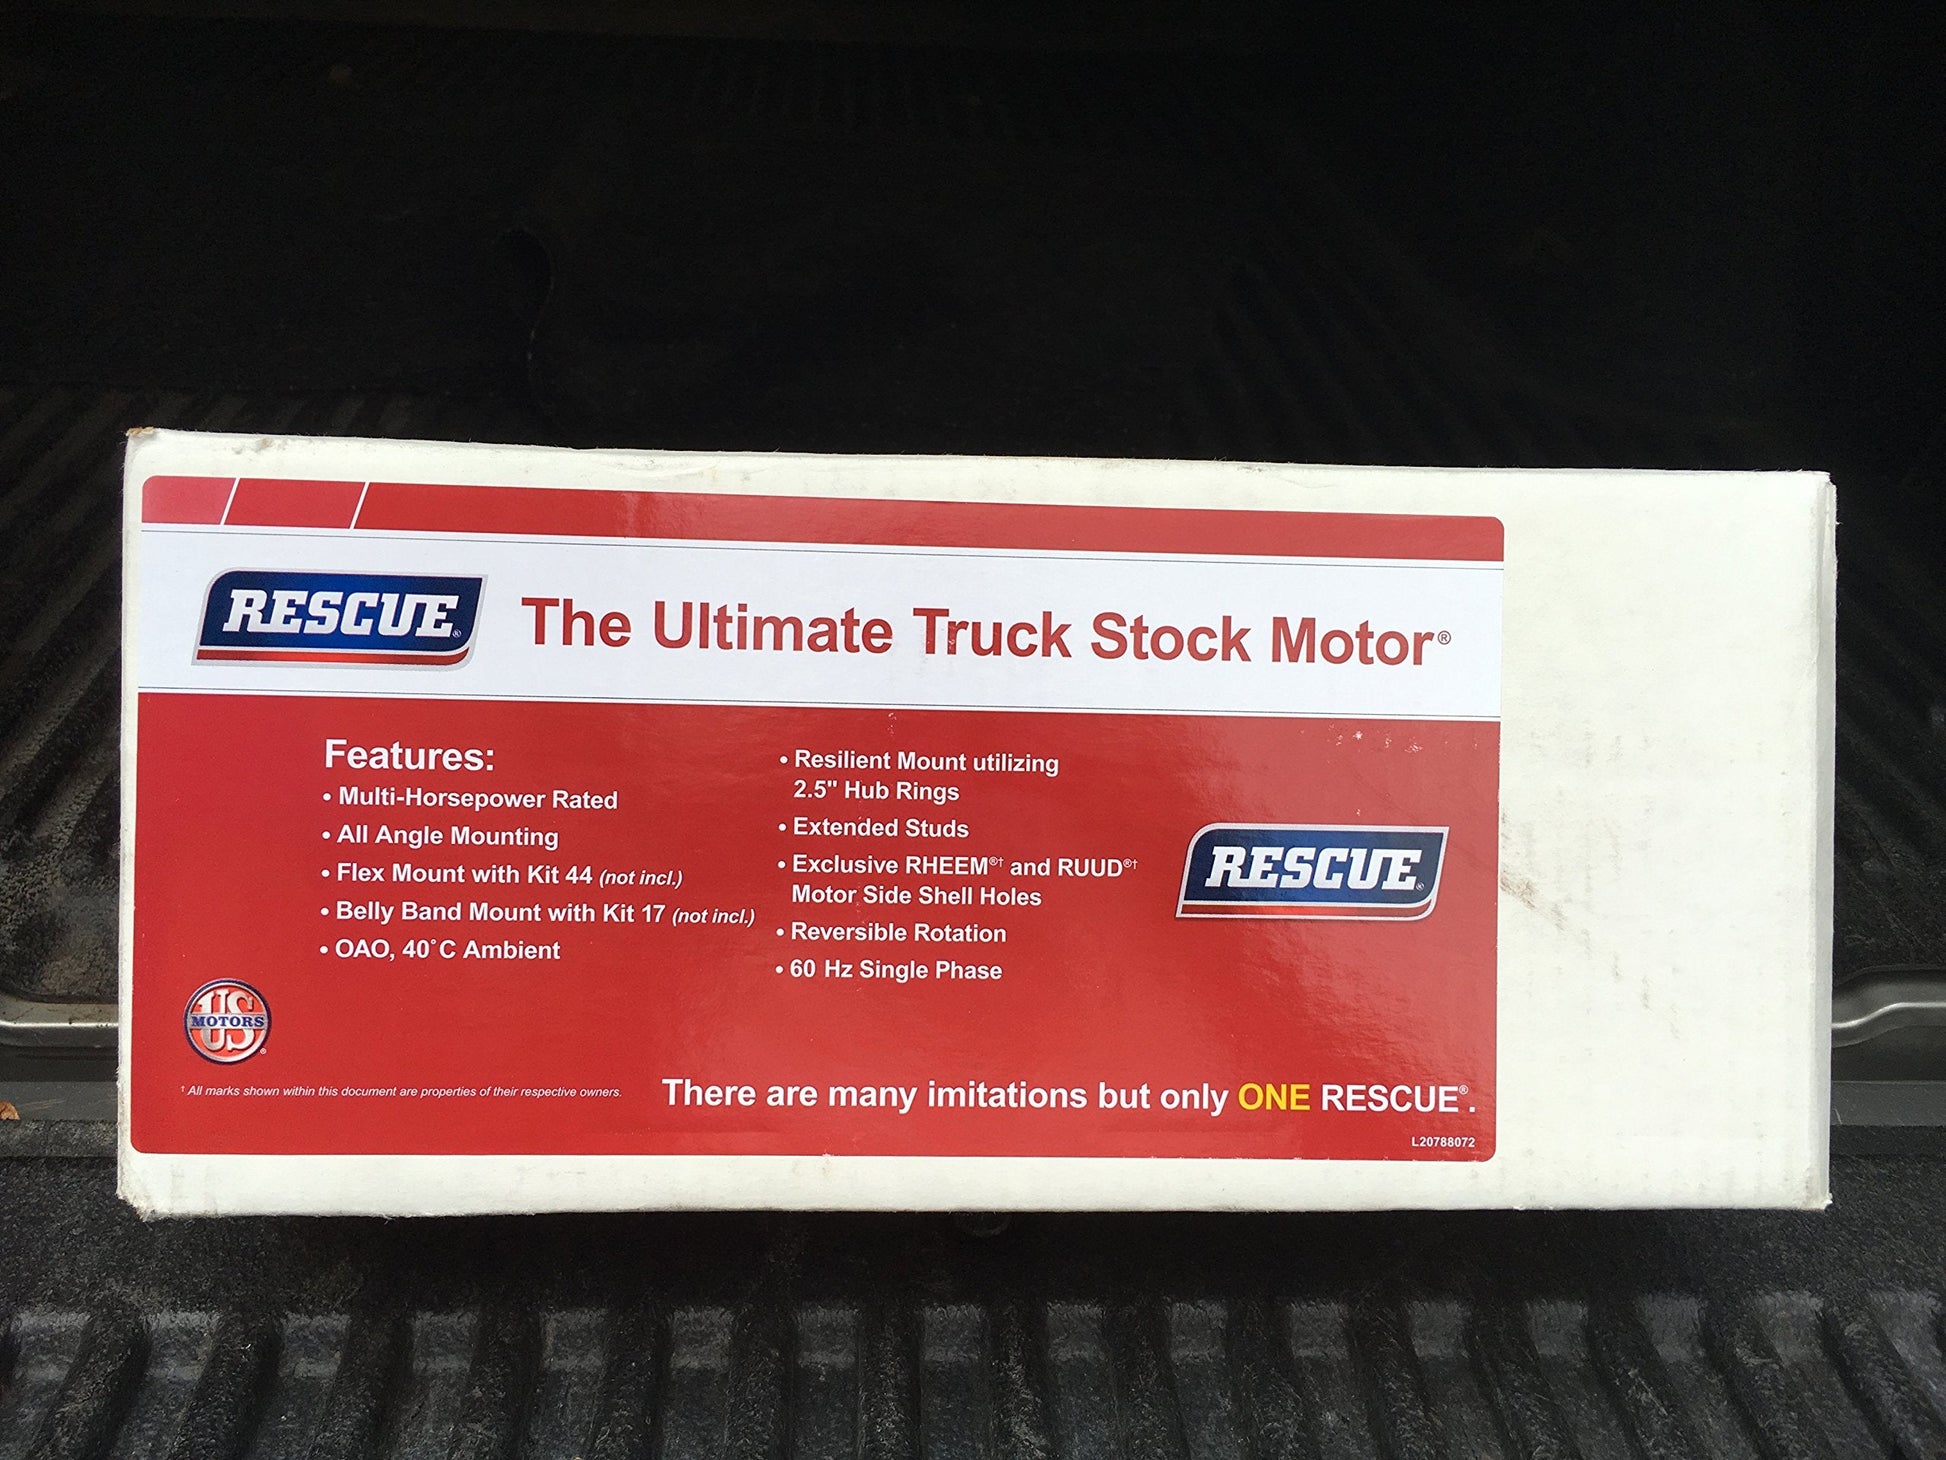 RESCUE®
The Ultimate Truck Stock Motor®
Features:
• Multi-Horsepower Rated
• All Angle Mounting
• Flex Mount with Kit 44 (not incl.)
• Belly Band Mount with Kit 17 (not incl.)
• OAO, 40°C Ambient
• Resilient Mount utilizing
2.5" Hub Rings
• Extended Studs
• Exclusive RHEEM®† and RUUD®†
Motor Side Shell Holes
• Reversible Rotation
• 60 Hz Single Phase
RESCUE®
US
MOTORS
®
† All marks shown within this document are properties of their respective owners.
There are many imitations but only ONE RESCUE®.
L20788072